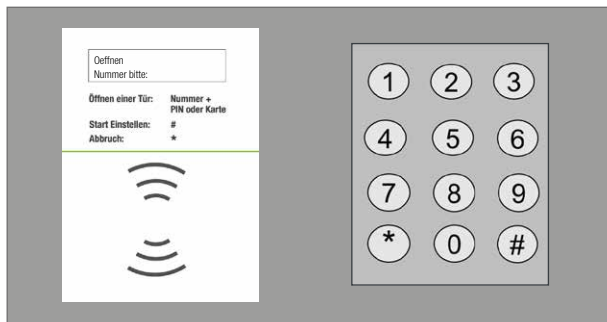 Oeffnen
Nummer bitte:
Öffnen einer Tür: Nummer +
PIN oder Karte
Start Einstellen: #
Abbruch: *
1 2 3
4 5 6
7 8 9
* 0 #